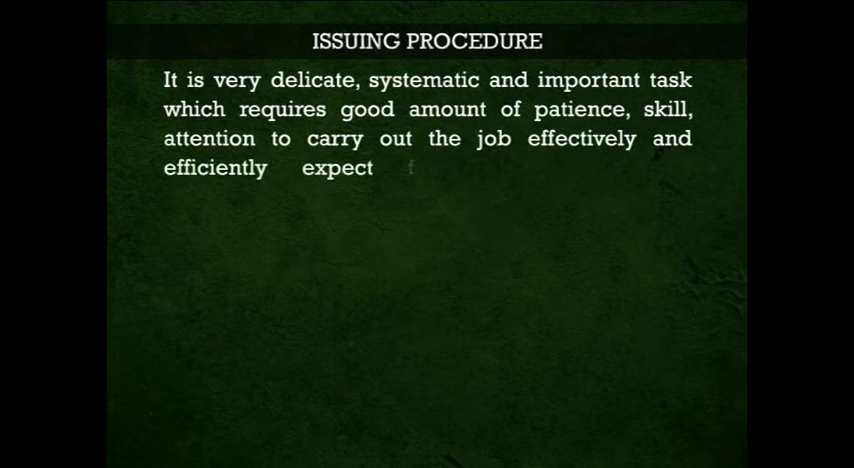 ISSUING PROCEDURE
It is very delicate, systematic and important task
which requires good amount of patience, skill,
attention to carry out the job effectively and
efficiently expect f